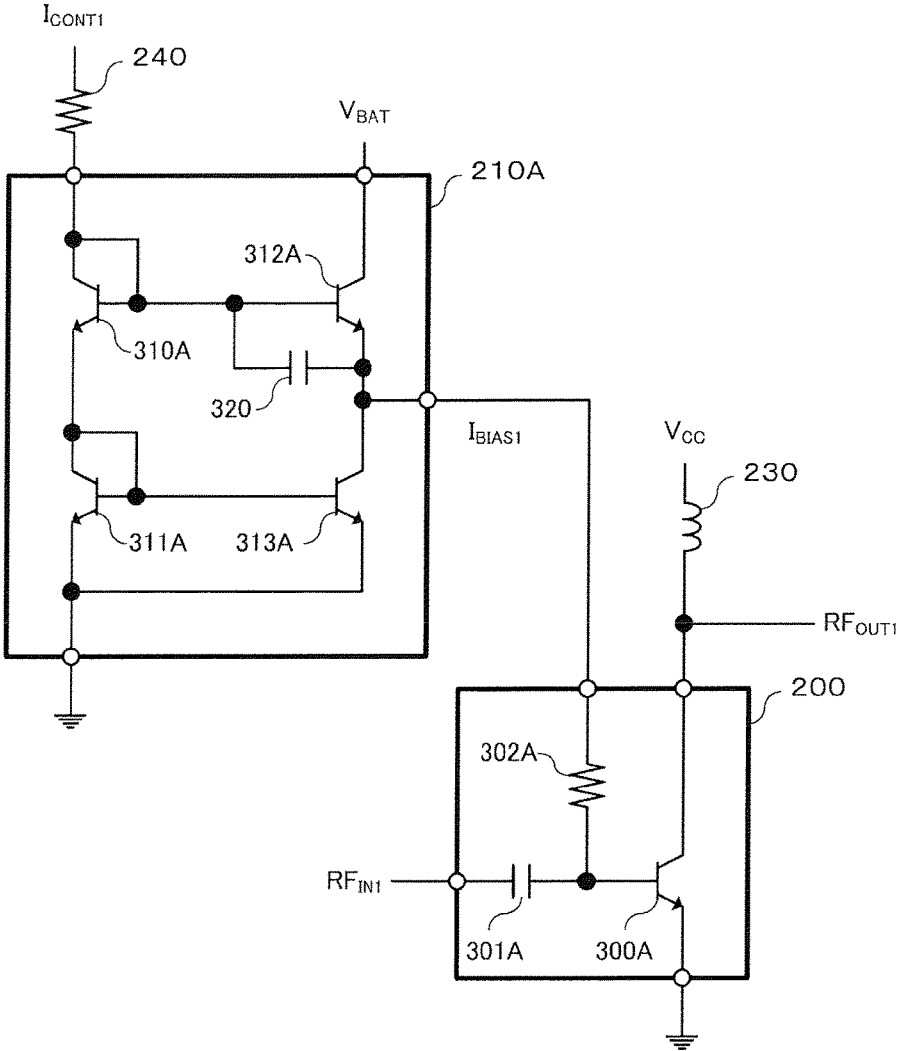 I_CONT1
240
V_BAT
210A
312A
310A
320
I_BIAS1
V_CC
230
311A
313A
RF_OUT1
200
302A
RF_IN1
301A
300A